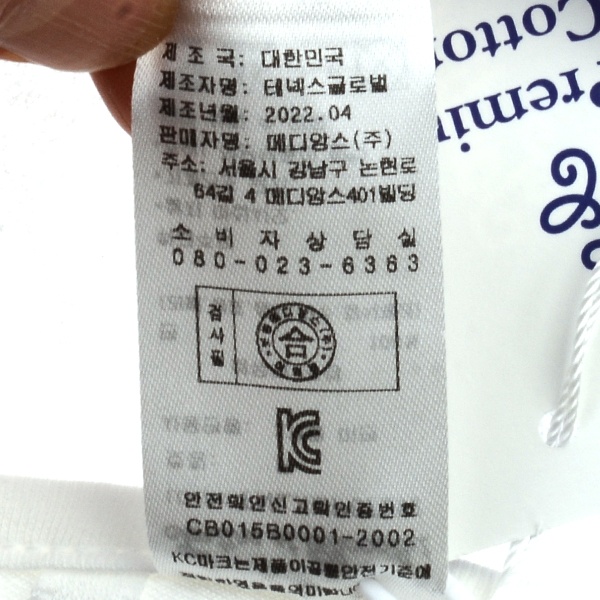 제 조 국: 대한민국
제조자명: 테넥스글로벌
제조년월: 2022.04
판매자명: 메디앙스(주)
주소: 서울시 강남구 논현로
64길 4 메디앙스401빌딩
소 비 자 상 담 실
080-023-6363
검사필
合
KC
안전확인신고확인증번호
CB015B0001-2002
KC마크는제품이공통안전기준에
Premi
Cotto